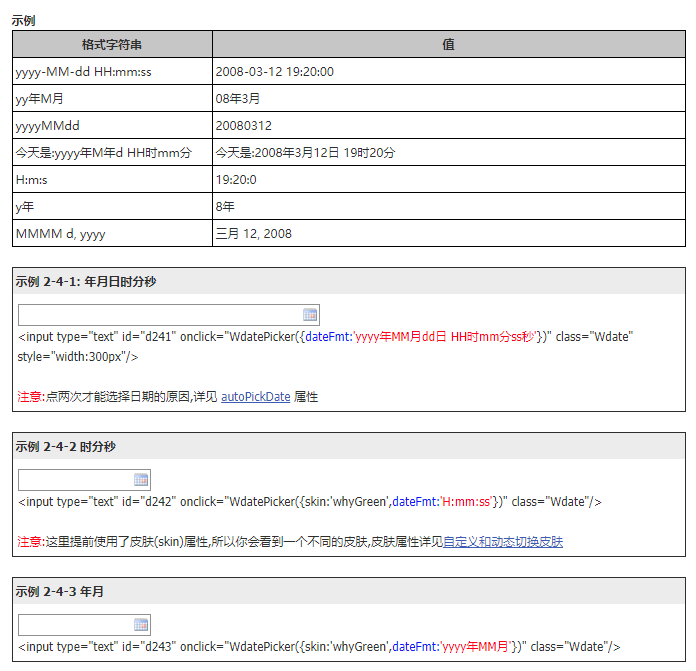 示例
格式字符串 值
yyyy-MM-dd HH:mm:ss 2008-03-12 19:20:00
yy年M月 08年3月
yyyyMMdd 20080312
今天是:yyyy年M年d HH时mm分 今天是:2008年3月12日 19时20分
H:m:s 19:20:0
y年 8年
MMMM d, yyyy 三月 12, 2008
示例 2-4-1: 年月日时分秒
<input type="text" id="d241" onclick="WdatePicker({dateFmt:'yyyy年MM月dd日 HH时mm分ss秒'})" class="Wdate"
style="width:300px"/>
注意:点两次才能选择日期的原因,详见 autoPickDate 属性
示例 2-4-2 时分秒
<input type="text" id="d242" onclick="WdatePicker({skin:'whyGreen',dateFmt:'H:mm:ss'})" class="Wdate"/>
注意:这里提前使用了皮肤(skin)属性,所以你会看到一个不同的皮肤,皮肤属性详见自定义和动态切换皮肤
示例 2-4-3 年月
<input type="text" id="d243" onclick="WdatePicker({skin:'whyGreen',dateFmt:'yyyy年MM月'})" class="Wdate"/>